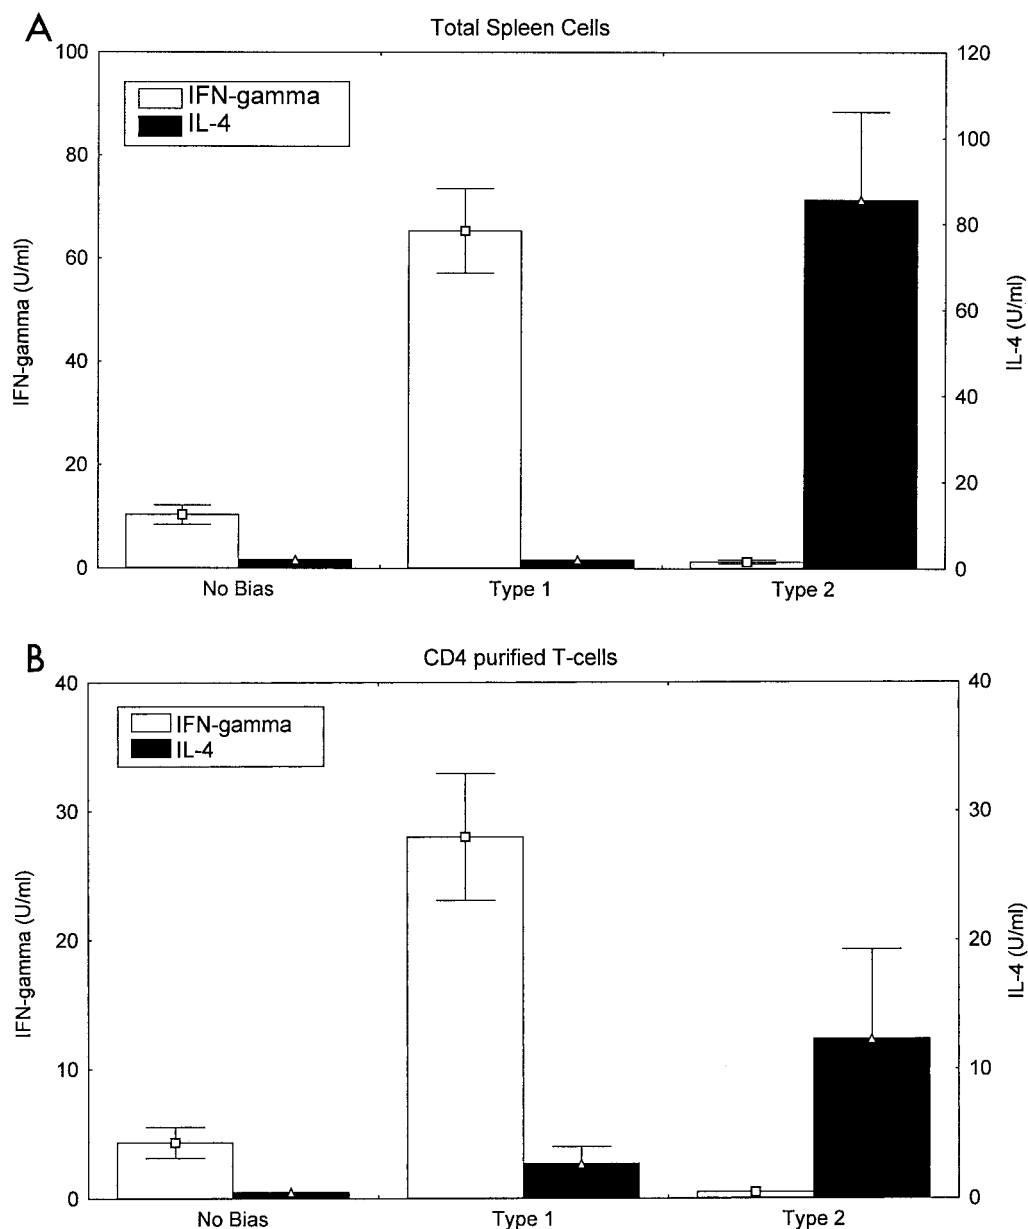 A
Total Spleen Cells
100
80
60
40
20
0
IFN-gamma (U/ml)
IFN-gamma
IL-4
120
100
80
60
40
20
0
IL-4 (U/ml)
No Bias
Type 1
Type 2
B
CD4 purified T-cells
40
30
20
10
0
IFN-gamma (U/ml)
IFN-gamma
IL-4
40
30
20
10
0
IL-4 (U/ml)
No Bias
Type 1
Type 2